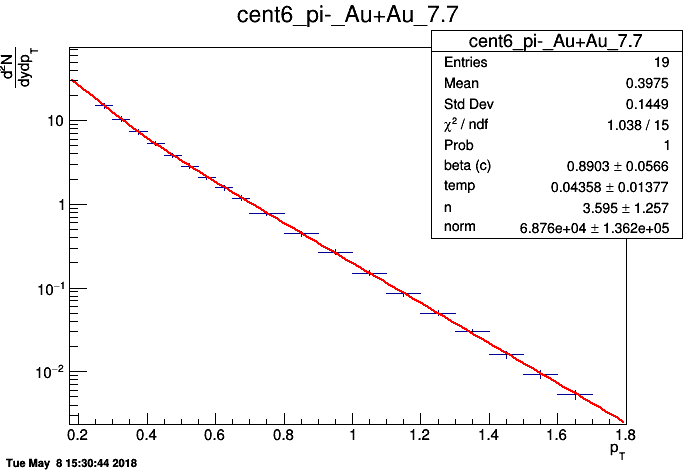 cent6_pi-_Au+Au_7.7
d²N
dydp_T
cent6_pi-_Au+Au_7.7
Entries 19
Mean 0.3975
Std Dev 0.1449
χ² / ndf 1.038 / 15
Prob 1
beta (c) 0.8903 ± 0.0566
temp 0.04358 ± 0.01377
n 3.595 ± 1.257
norm 6.876e+04 ± 1.362e+05
10
1
10⁻¹
10⁻²
0.2 0.4 0.6 0.8 1 1.2 1.4 1.6 1.8
p_T
Tue May 8 15:30:44 2018